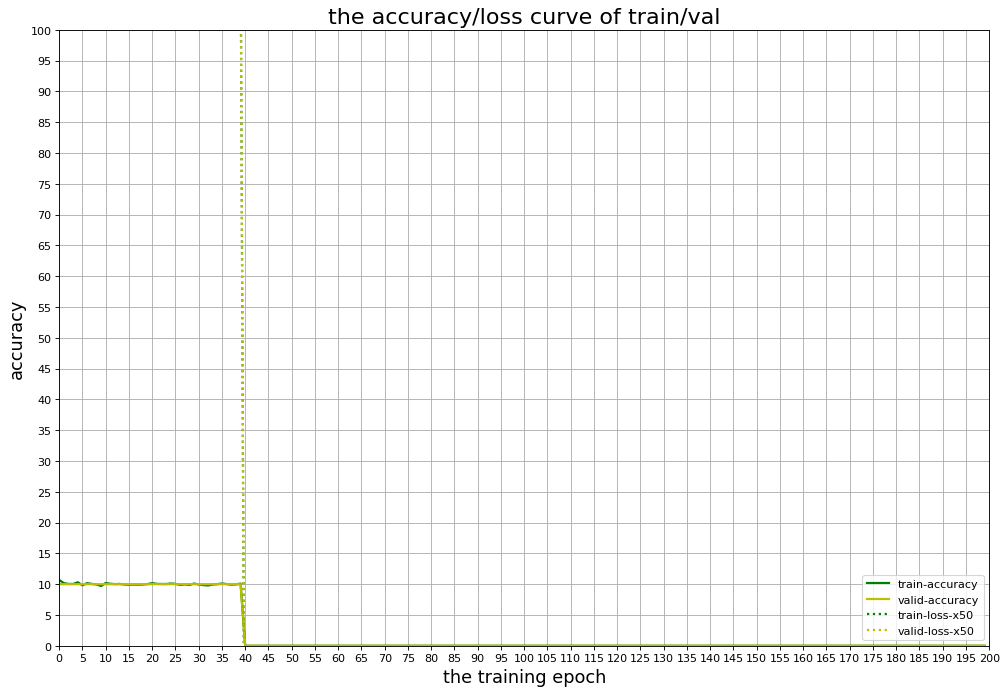 the accuracy/loss curve of train/val
100
95
90
85
80
75
70
65
60
55
50
45
40
35
30
25
20
15
10
5
0
accuracy
train-accuracy
valid-accuracy
train-loss-x50
valid-loss-x50
0 5 10 15 20 25 30 35 40 45 50 55 60 65 70 75 80 85 90 95 100 105 110 115 120 125 130 135 140 145 150 155 160 165 170 175 180 185 190 195 200
the training epoch